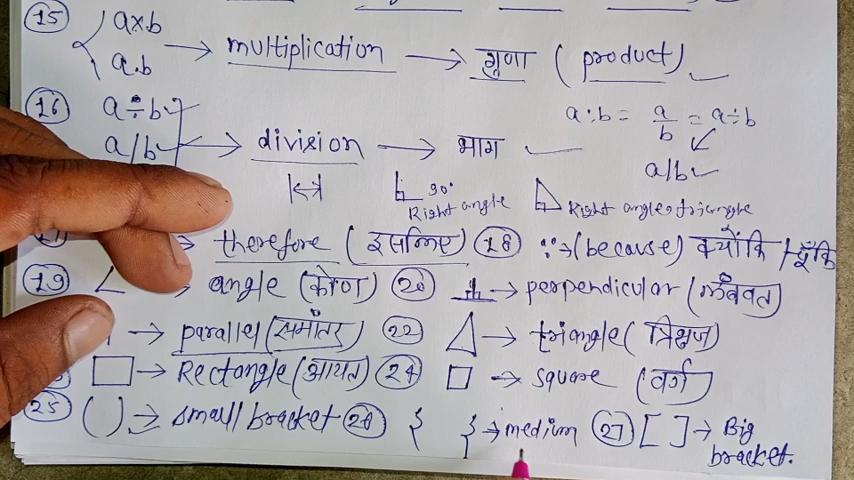 15 a×b
a.b → multiplication → गुणा ( product )
16 a÷b
a/b → division → भाग
a:b = a/b = a÷b
a/b
90° Right angle
Right angle triangle
therefore ( इसलिए ) 18 ∵→ (because) क्योंकि / चूँकि
19 ∠ angle (कोण) 20 ⊥ → perpendicular (लंबवत)
→ parallel (समांतर) 22 △ → triangle ( त्रिभुज)
▭ → Rectangle (आयत) 24 □ → square (वर्ग)
25 ( ) → small bracket 26 { } → medium 27 [ ] → Big
bracket.